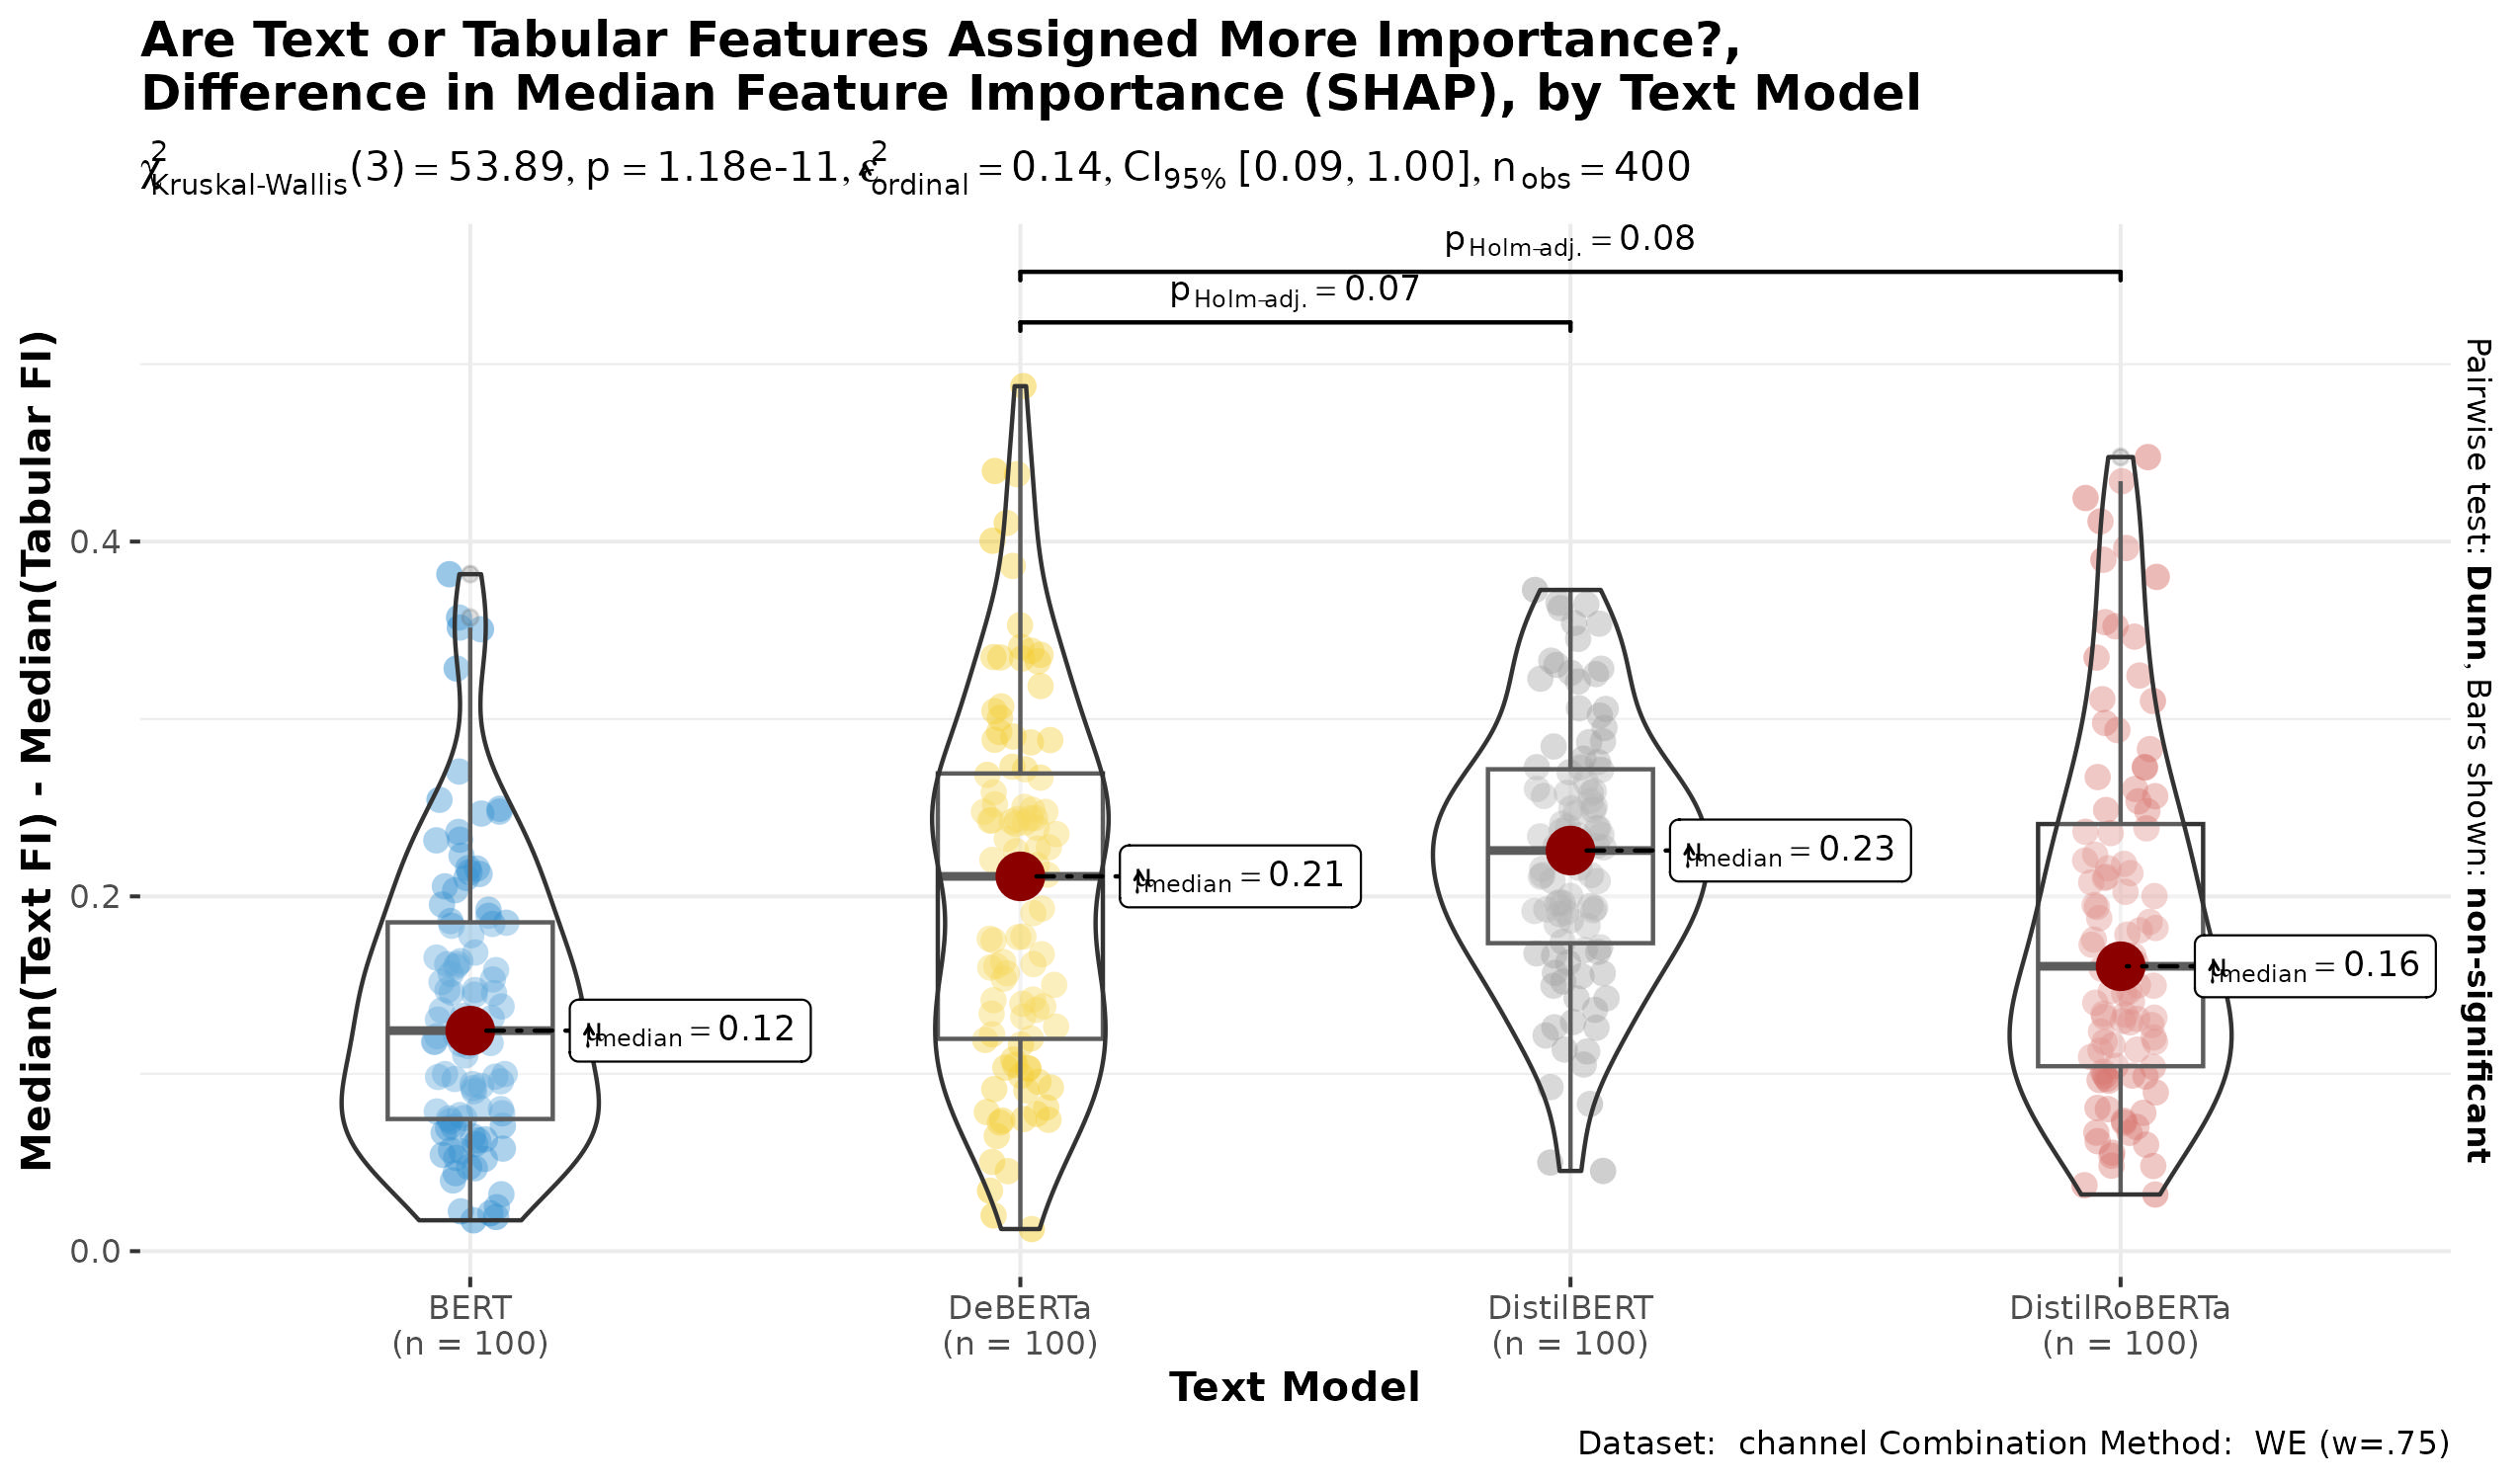 Are Text or Tabular Features Assigned More Importance?,
Difference in Median Feature Importance (SHAP), by Text Model
χ²Kruskal-Wallis(3) = 53.89, p = 1.18e-11, ε̂²ordinal = 0.14, CI95% [0.09, 1.00], nobs = 400
pHolm-adj. = 0.08
pHolm-adj. = 0.07
Median(Text FI) - Median(Tabular FI)
0.4
0.2
0.0
μ̂median = 0.12
μ̂median = 0.21
μ̂median = 0.23
μ̂median = 0.16
Pairwise test: Dunn, Bars shown: non-significant
BERT
(n = 100)
DeBERTa
(n = 100)
DistilBERT
(n = 100)
DistilRoBERTa
(n = 100)
Text Model
Dataset:  channel Combination Method:  WE (w=.75)